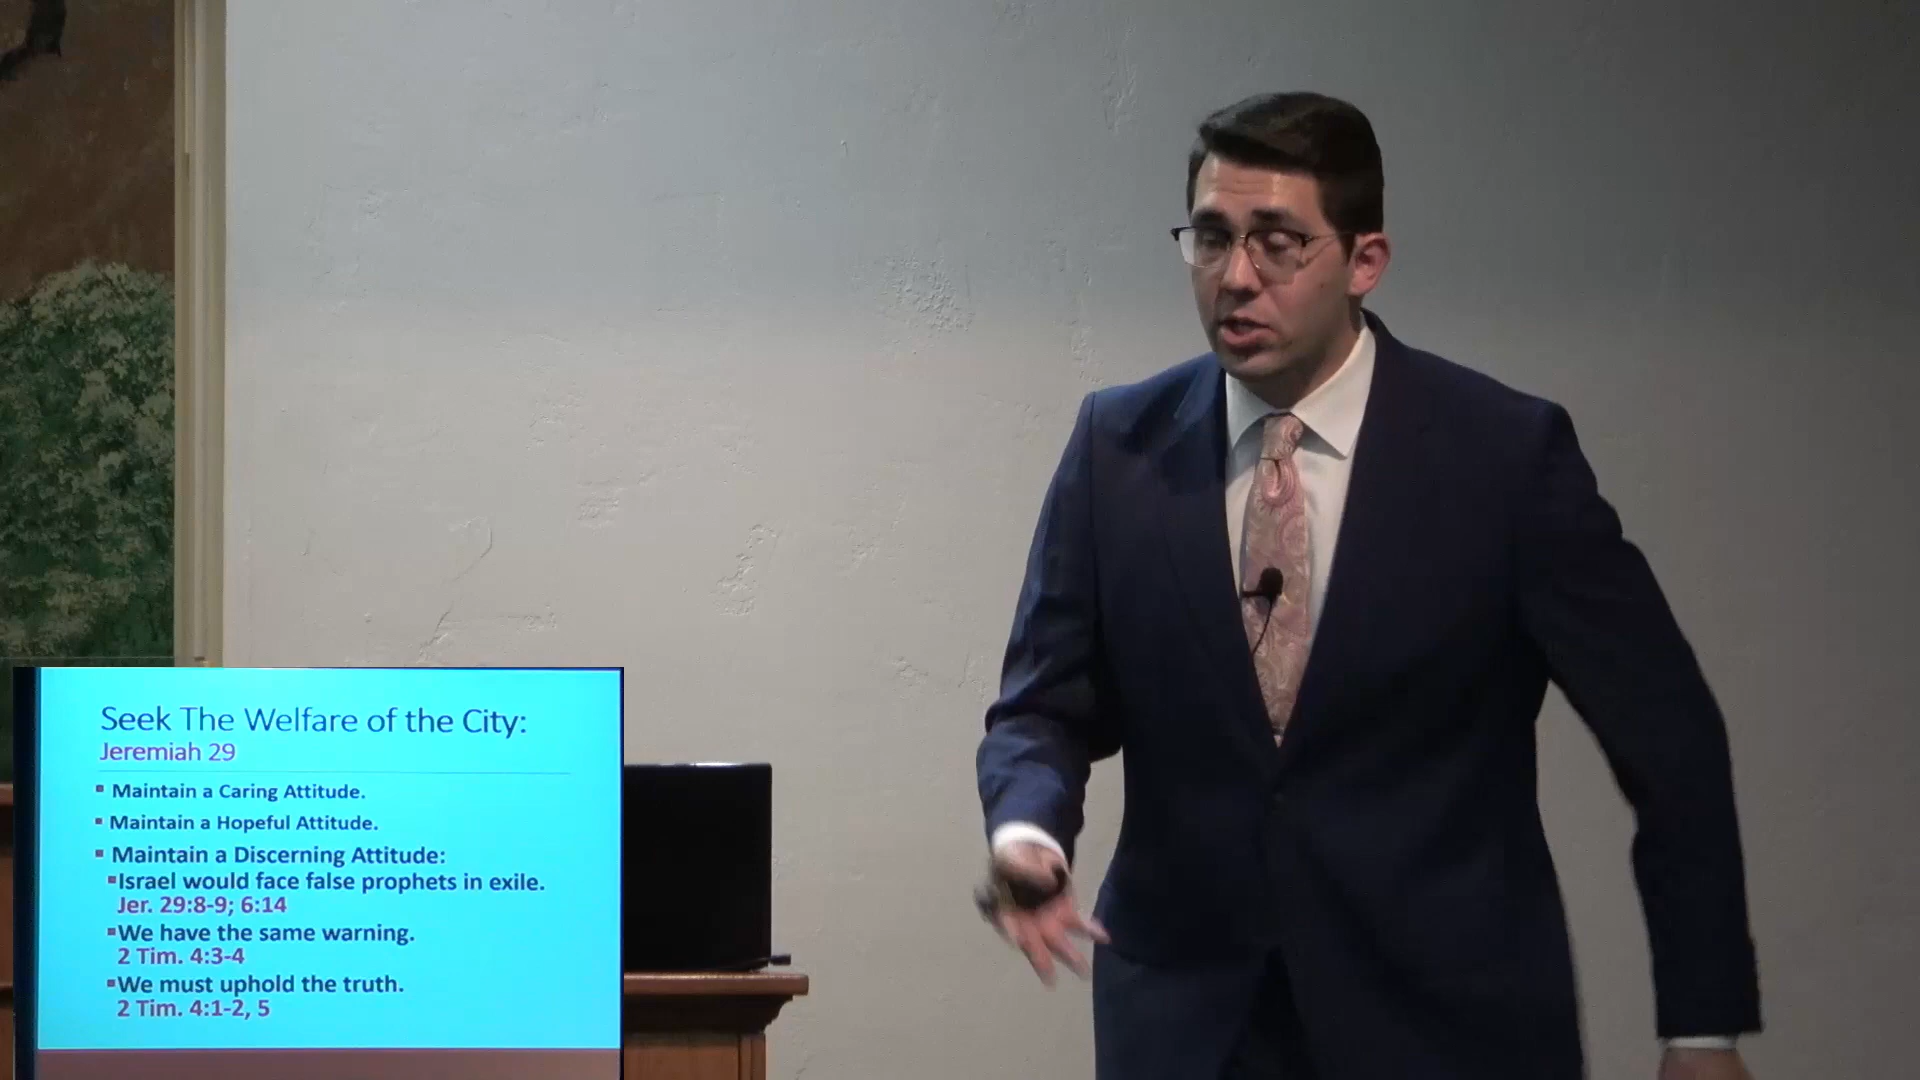 Seek The Welfare of the City:
Jeremiah 29
▪ Maintain a Caring Attitude.
▪ Maintain a Hopeful Attitude.
▪ Maintain a Discerning Attitude:
▪Israel would face false prophets in exile.
Jer. 29:8-9; 6:14
▪We have the same warning.
2 Tim. 4:3-4
▪We must uphold the truth.
2 Tim. 4:1-2, 5